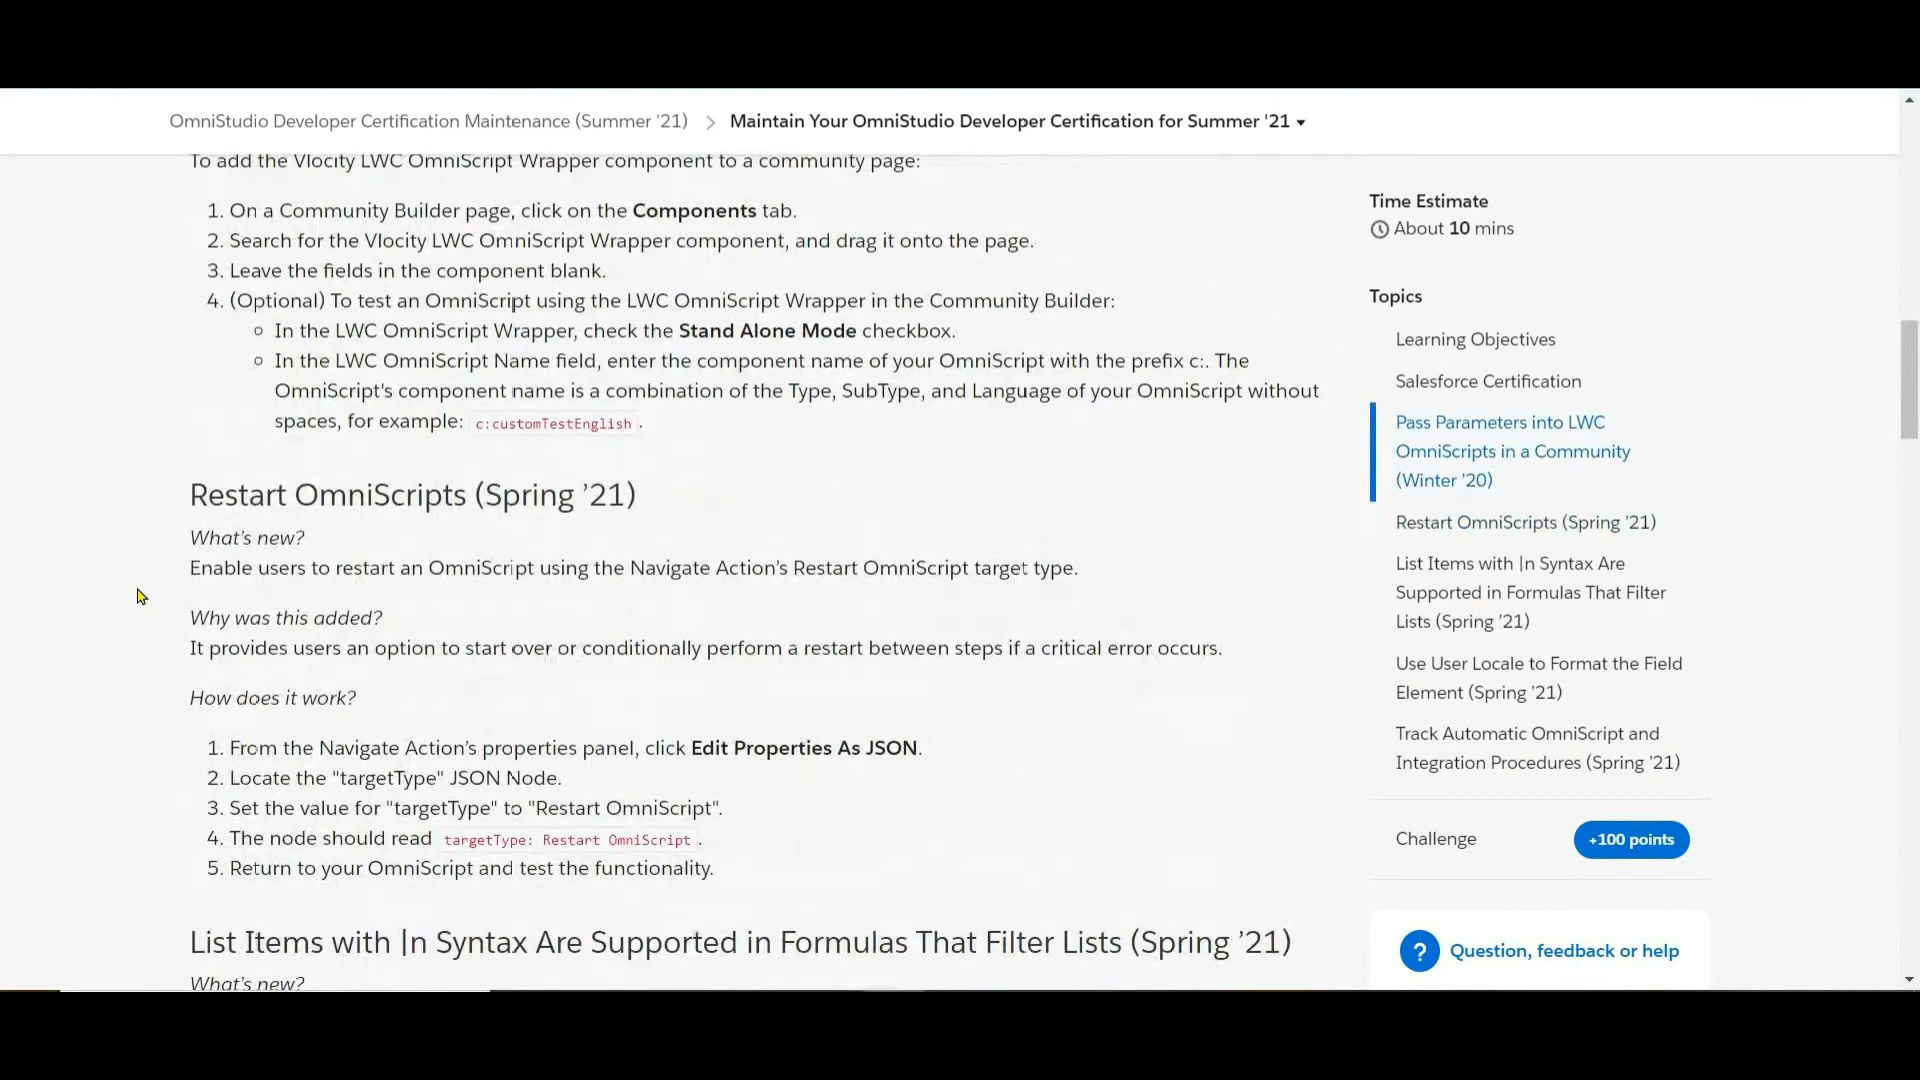 OmniStudio Developer Certification Maintenance (Summer '21)
Maintain Your OmniStudio Developer Certification for Summer '21
To add the Vlocity LWC OmniScript Wrapper component to a community page:
1. On a Community Builder page, click on the Components tab.
2. Search for the Vlocity LWC OmniScript Wrapper component, and drag it onto the page.
3. Leave the fields in the component blank.
4. (Optional) To test an OmniScript using the LWC OmniScript Wrapper in the Community Builder:
In the LWC OmniScript Wrapper, check the Stand Alone Mode checkbox.
In the LWC OmniScript Name field, enter the component name of your OmniScript with the prefix c:. The
OmniScript's component name is a combination of the Type, SubType, and Language of your OmniScript without
spaces, for example: c:customTestEnglish .
Restart OmniScripts (Spring ’21)
What’s new?
Enable users to restart an OmniScript using the Navigate Action’s Restart OmniScript target type.
Why was this added?
It provides users an option to start over or conditionally perform a restart between steps if a critical error occurs.
How does it work?
1. From the Navigate Action’s properties panel, click Edit Properties As JSON.
2. Locate the "targetType" JSON Node.
3. Set the value for "targetType" to "Restart OmniScript".
4. The node should read targetType: Restart OmniScript .
5. Return to your OmniScript and test the functionality.
List Items with |n Syntax Are Supported in Formulas That Filter Lists (Spring ’21)
What’s new?
Time Estimate
About 10 mins
Topics
Learning Objectives
Salesforce Certification
Pass Parameters into LWC
OmniScripts in a Community
(Winter ’20)
Restart OmniScripts (Spring ’21)
List Items with |n Syntax Are
Supported in Formulas That Filter
Lists (Spring ’21)
Use User Locale to Format the Field
Element (Spring ’21)
Track Automatic OmniScript and
Integration Procedures (Spring ’21)
Challenge
+100 points
? Question, feedback or help